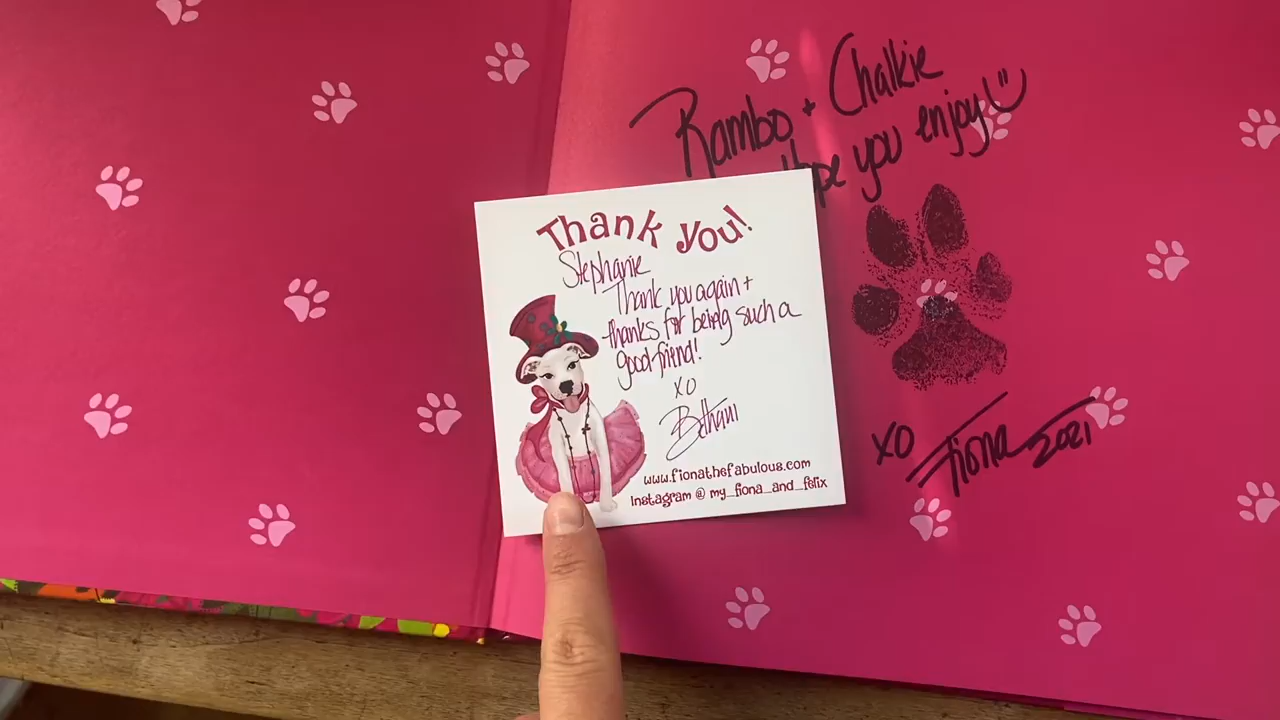 Rambo + Chalkie
Hope you enjoy
Thank you!
Stephanie
Thank you again +
thanks for being such a
good friend!
xo
Bethani
www.fionathefabulous.com
Instagram @ my_fiona_and_felix
XO Fiona 2021